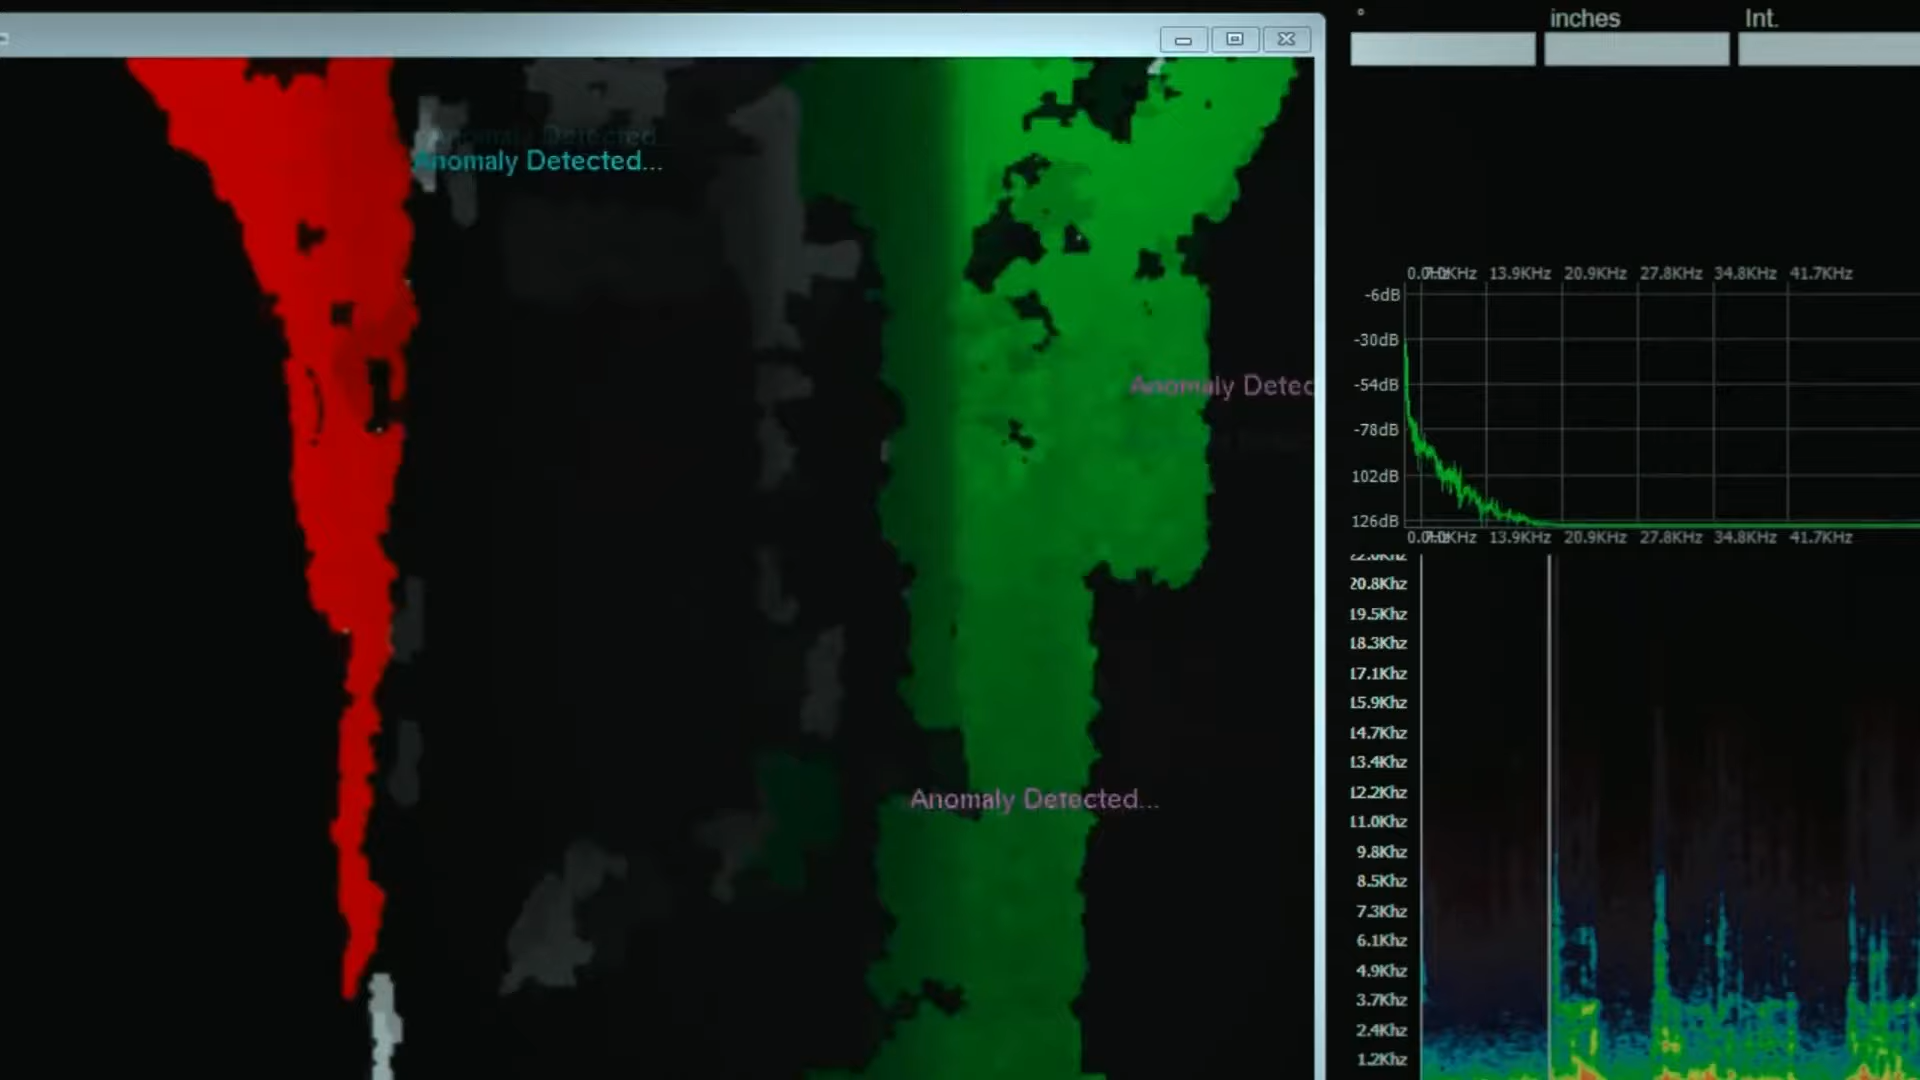 ° inches Int.
Anomaly Detected...
Anomaly Detected...
Anomaly Detec
Anomaly Detected...
13.9KHz 20.9KHz 27.8KHz 34.8KHz 41.7KHz
-6dB
-30dB
-54dB
-78dB
102dB
126dB
13.9KHz 20.9KHz 27.8KHz 34.8KHz 41.7KHz
20.8Khz
19.5Khz
18.3Khz
17.1Khz
15.9Khz
14.7Khz
13.4Khz
12.2Khz
11.0Khz
9.8Khz
8.5Khz
7.3Khz
6.1Khz
4.9Khz
3.7Khz
2.4Khz
1.2Khz